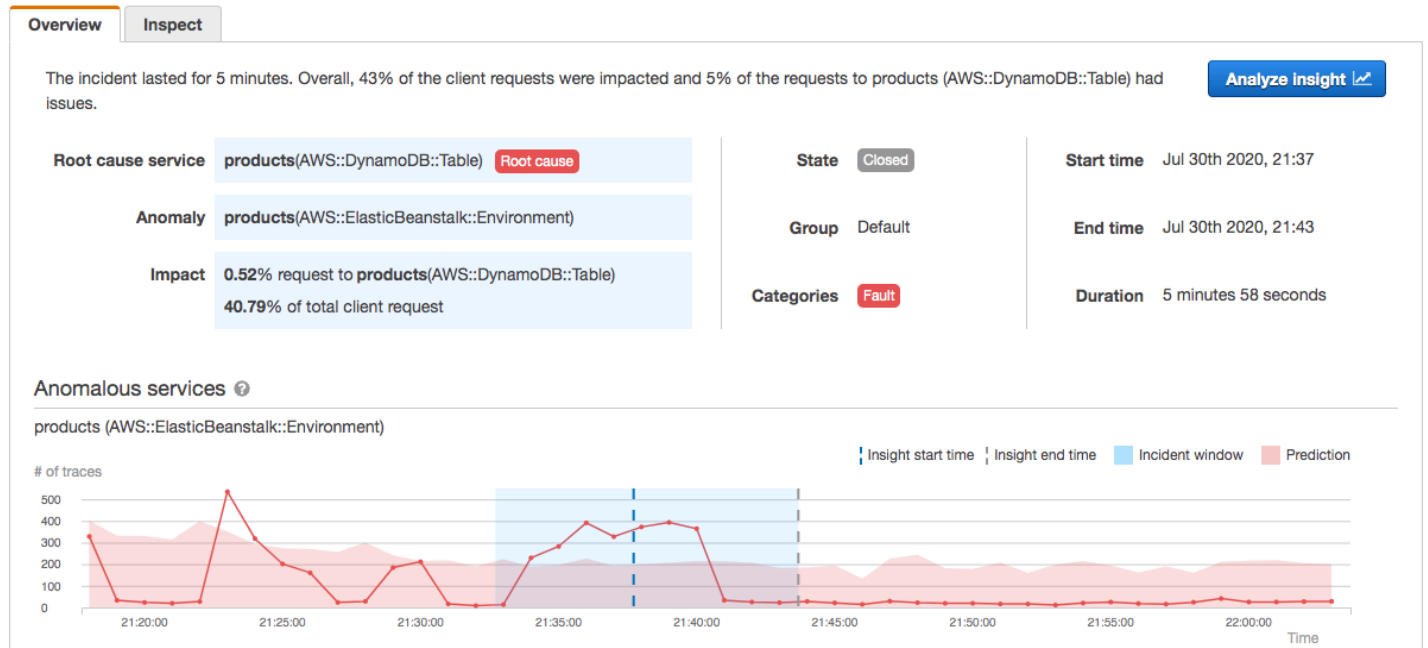 Overview Inspect
The incident lasted for 5 minutes. Overall, 43% of the client requests were impacted and 5% of the requests to products (AWS::DynamoDB::Table) had
issues.
Analyze insight
Root cause service products(AWS::DynamoDB::Table) Root cause
Anomaly products(AWS::ElasticBeanstalk::Environment)
Impact 0.52% request to products(AWS::DynamoDB::Table)
40.79% of total client request
State Closed
Group Default
Categories Fault
Start time Jul 30th 2020, 21:37
End time Jul 30th 2020, 21:43
Duration 5 minutes 58 seconds
Anomalous services ?
products (AWS::ElasticBeanstalk::Environment)
Insight start time Insight end time Incident window Prediction
# of traces
500
400
300
200
100
0
21:20:00 21:25:00 21:30:00 21:35:00 21:40:00 21:45:00 21:50:00 21:55:00 22:00:00
Time